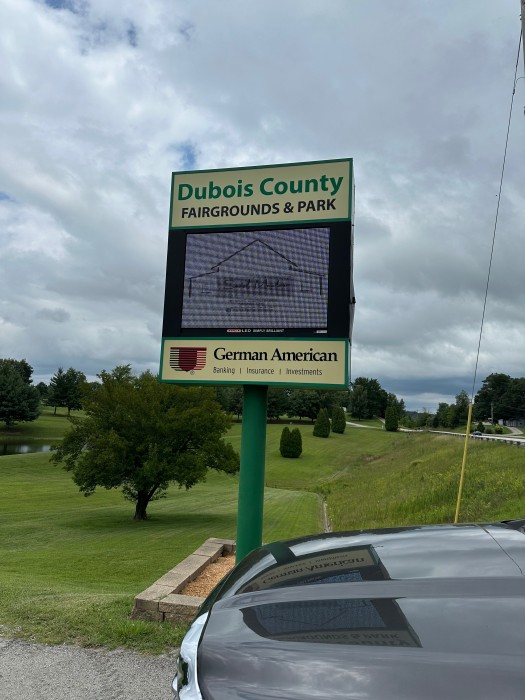 Dubois County
FAIRGROUNDS & PARK
German American
Banking | Insurance | Investments